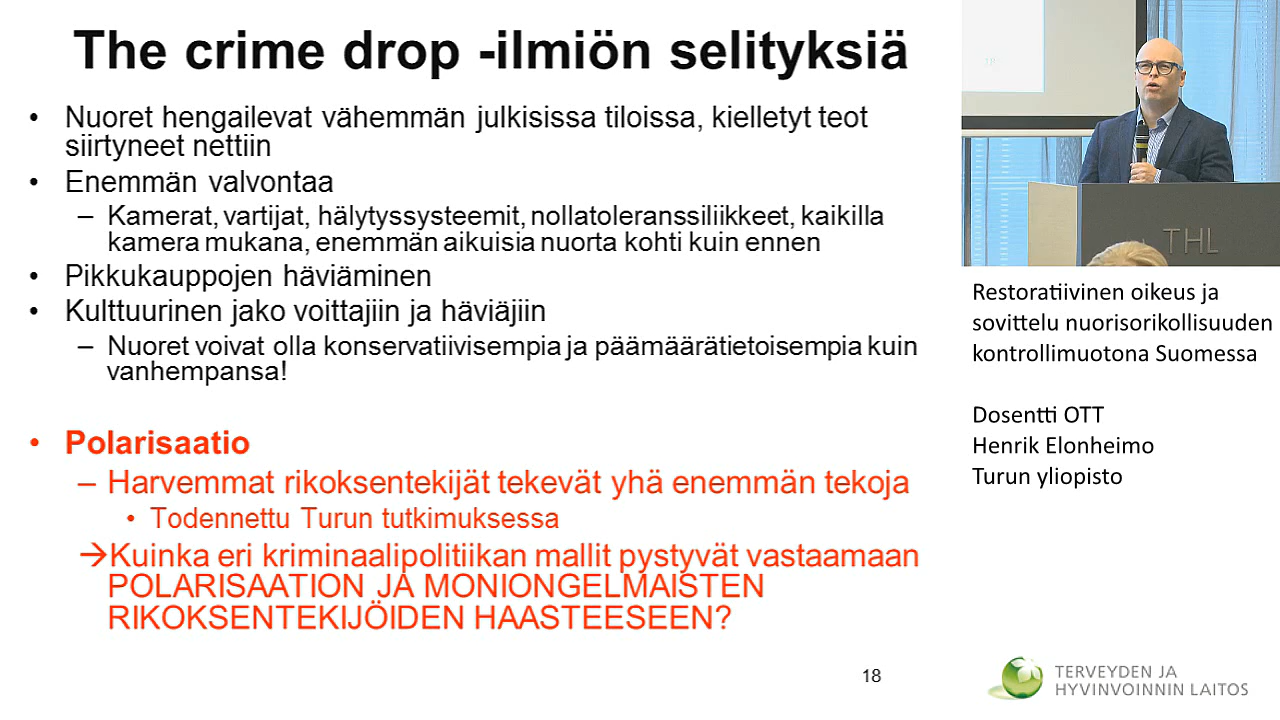 The crime drop -ilmiön selityksiä
• Nuoret hengailevat vähemmän julkisissa tiloissa, kielletyt teot
siirtyneet nettiin
• Enemmän valvontaa
– Kamerat, vartijat, hälytyssysteemit, nollatoleranssiliikkeet, kaikilla
kamera mukana, enemmän aikuisia nuorta kohti kuin ennen
• Pikkukauppojen häviäminen
• Kulttuurinen jako voittajiin ja häviäjiin
– Nuoret voivat olla konservatiivisempia ja päämäärätietoisempia kuin
vanhempansa!
• Polarisaatio
– Harvemmat rikoksentekijät tekevät yhä enemmän tekoja
• Todennettu Turun tutkimuksessa
→Kuinka eri kriminaalipolitiikan mallit pystyvät vastaamaan
POLARISAATION JA MONIONGELMAISTEN
RIKOKSENTEKIJÖIDEN HAASTEESEEN?
18
THL
Restoratiivinen oikeus ja
sovittelu nuorisorikollisuuden
kontrollimuotona Suomessa
Dosentti OTT
Henrik Elonheimo
Turun yliopisto
TERVEYDEN JA
HYVINVOINNIN LAITOS